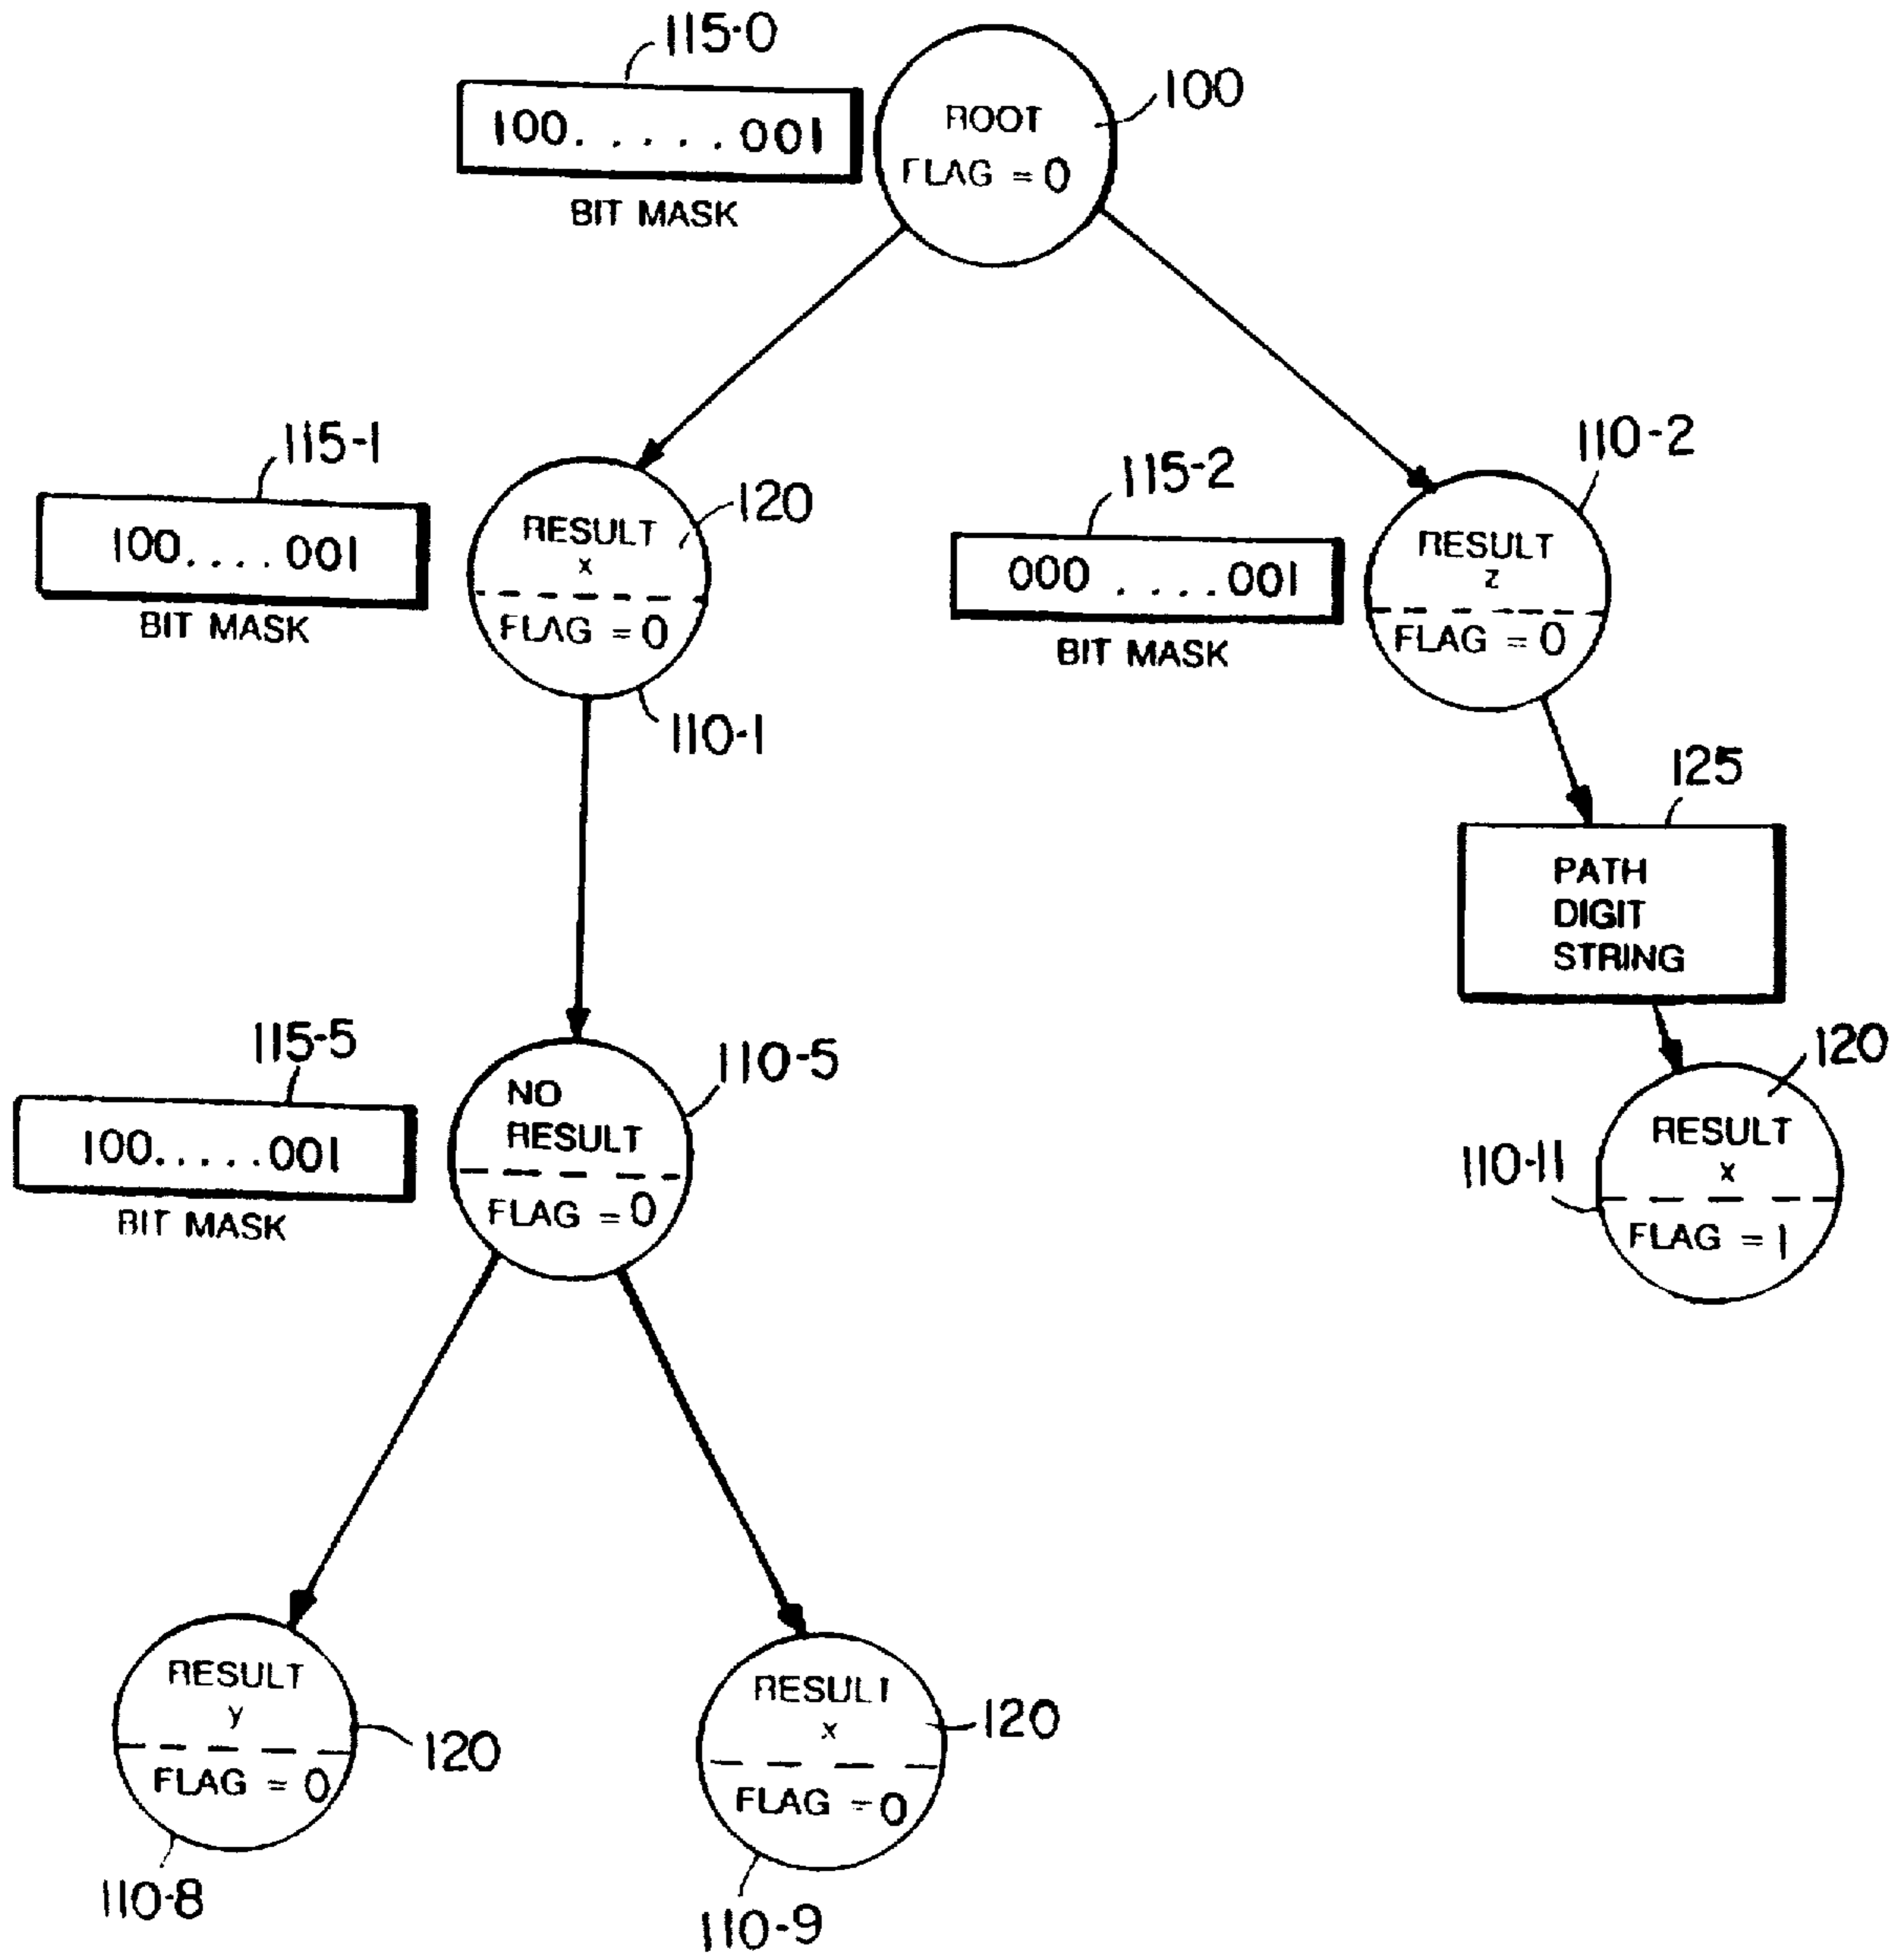 115-0
100.....001
BIT MASK
ROOT
FLAG = 0
100
115-1
100....001
BIT MASK
RESULT
x
FLAG = 0
120
110-1
115-2
000 ....001
BIT MASK
110-2
RESULT
z
FLAG = 0
125
PATH
DIGIT
STRING
115-5
100.....001
BIT MASK
110-5
NO
RESULT
FLAG = 0
120
110-11
RESULT
x
FLAG = 1
RESULT
y
FLAG = 0
120
110-8
RESULT
x
FLAG = 0
120
110-9